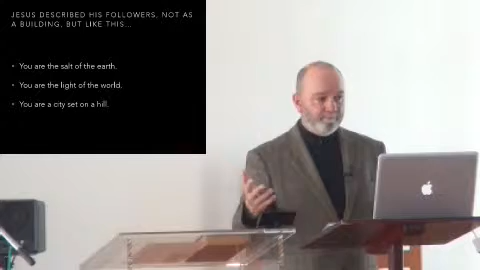 JESUS DESCRIBED HIS FOLLOWERS, NOT AS
A BUILDING, BUT LIKE THIS...
• You are the salt of the earth.
• You are the light of the world.
• You are a city set on a hill.